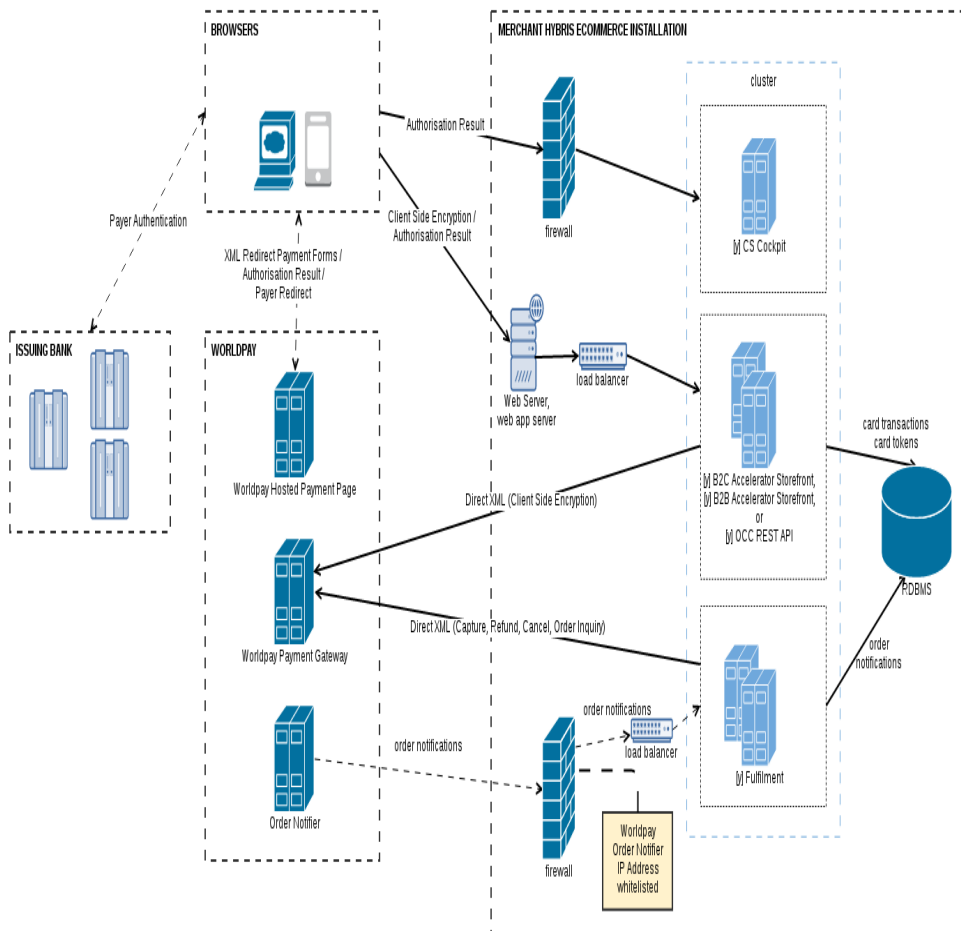 BROWSERS
MERCHANT HYBRIS ECOMMERCE INSTALLATION
cluster
Authorisation Result
firewall
[y] CS Cockpit
Payer Authentication
Client Side Encryption /
Authorisation Result
XML Redirect Payment Forms /
Authorisation Result /
Payer Redirect
ISSUING BANK
WORLDPAY
Web Server,
web app server
load balancer
Worldpay Hosted Payment Page
[y] B2C Accelerator Storefront,
[y] B2B Accelerator Storefront,
or
[y] OCC REST API
card transactions
card tokens
RDBMS
Direct XML (Client Side Encryption)
Worldpay Payment Gateway
Direct XML (Capture, Refund, Cancel, Order Inquiry)
order
notifications
order notifications
load balancer
[y] Fulfilment
order notifications
Order Notifier
firewall
Worldpay
Order Notifier
IP Address
whitelisted